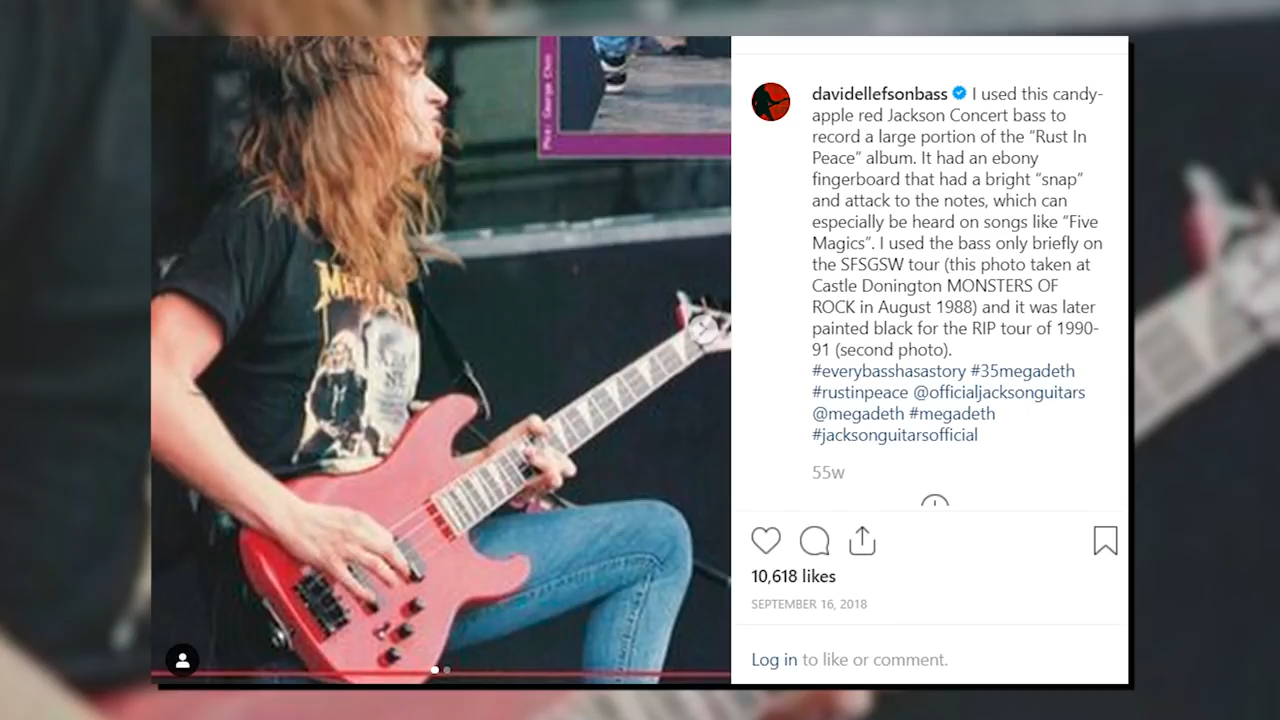 Pic: George Chin
davidellefsonbass I used this candy-
apple red Jackson Concert bass to
record a large portion of the “Rust In
Peace” album. It had an ebony
fingerboard that had a bright “snap”
and attack to the notes, which can
especially be heard on songs like “Five
Magics”. I used the bass only briefly on
the SFSGSW tour (this photo taken at
Castle Donington MONSTERS OF
ROCK in August 1988) and it was later
painted black for the RIP tour of 1990-
91 (second photo).
#everybasshasastory #35megadeth
#rustinpeace @officialjacksonguitars
@megadeth #megadeth
#jacksonguitarsofficial
55w
10,618 likes
SEPTEMBER 16, 2018
Log in to like or comment.